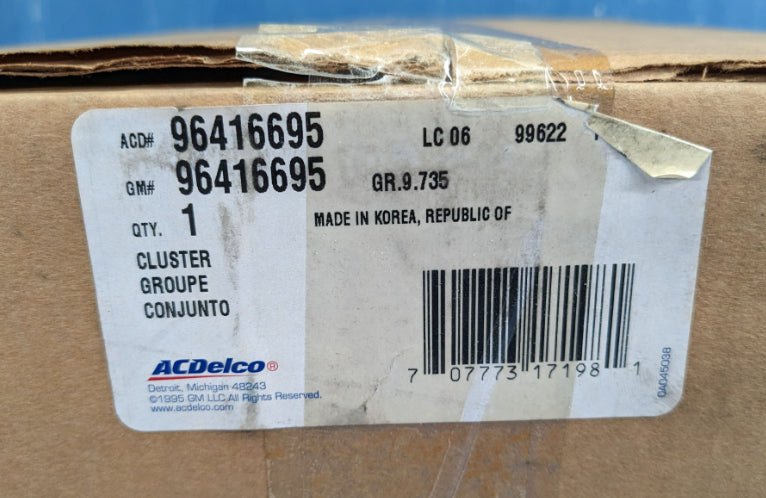 ACD# 96416695 LC 06 99622
GM# 96416695 GR.9.735
QTY. 1 MADE IN KOREA, REPUBLIC OF
CLUSTER
GROUPE
CONJUNTO
ACDelco®
Detroit, Michigan 48243
©1995 GM LLC All Rights Reserved.
www.acdelco.com
7 07773 17198 1
04045038